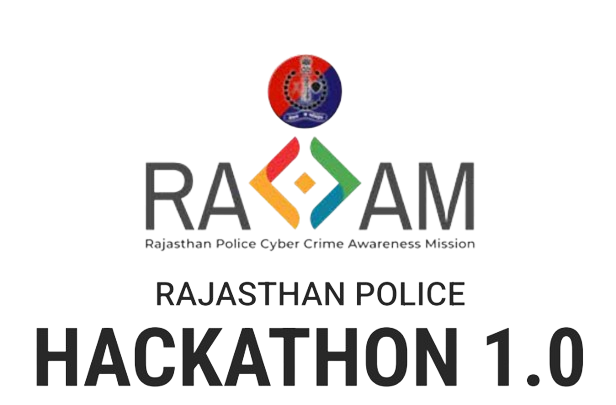 RA AM
Rajasthan Police Cyber Crime Awareness Mission
RAJASTHAN POLICE
HACKATHON 1.0